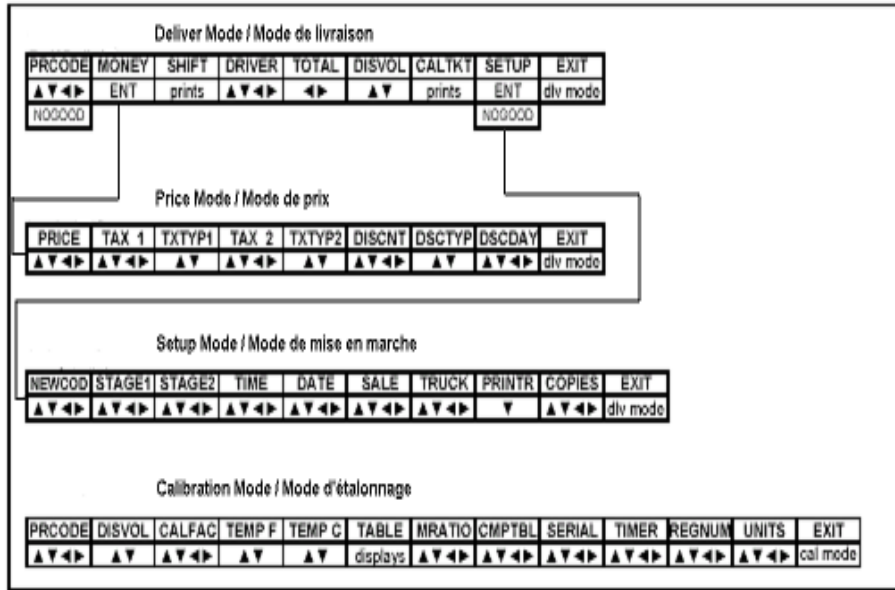 Deliver Mode / Mode de livraison
PRCODE MONEY SHIFT DRIVER TOTAL DISVOL CALTKT SETUP EXIT
▲▼◄► ENT prints ▲▼◄► ◄► ▲▼ prints ENT dlv mode
NOGOOD NOGOOD
Price Mode / Mode de prix
PRICE TAX 1 TXTYP1 TAX 2 TXTYP2 DISCNT DSCTYP DSCDAY EXIT
▲▼◄► ▲▼◄► ▲▼ ▲▼◄► ▲▼ ▲▼◄► ▲▼ ▲▼◄► dlv mode
Setup Mode / Mode de mise en marche
NEWCOD STAGE1 STAGE2 TIME DATE SALE TRUCK PRINTR COPIES EXIT
▲▼◄► ▲▼◄► ▲▼◄► ▲▼◄► ▲▼◄► ▲▼◄► ▲▼◄► ▼ ▲▼◄► dlv mode
Calibration Mode / Mode d'étalonnage
PRCODE DISVOL CALFAC TEMP F TEMP C TABLE MRATIO CMPTBL SERIAL TIMER REGNUM UNITS EXIT
▲▼◄► ▲▼ ▲▼◄► ▲▼ ▲▼ displays ▲▼◄► ▲▼◄► ▲▼◄► ▲▼◄► ▲▼◄► ▲▼◄► cal mode